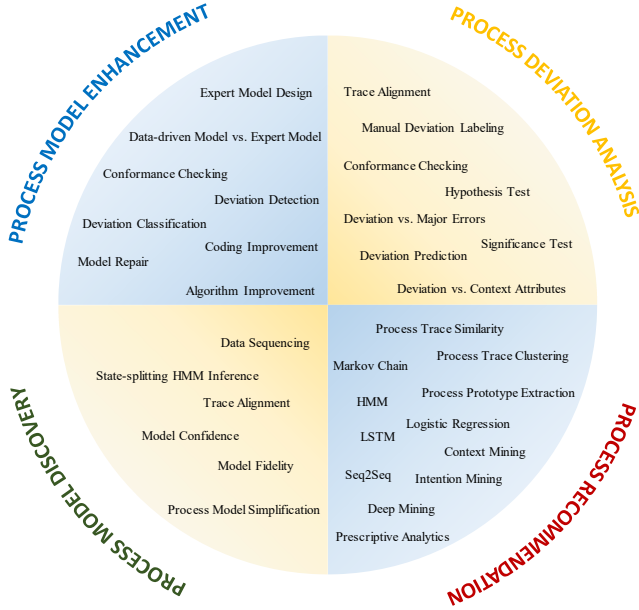 PROCESS MODEL ENHANCEMENT
Expert Model Design
Data-driven Model vs. Expert Model
Conformance Checking
Deviation Detection
Deviation Classification
Coding Improvement
Model Repair
Algorithm Improvement
PROCESS DEVIATION ANALYSIS
Trace Alignment
Manual Deviation Labeling
Conformance Checking
Hypothesis Test
Deviation vs. Major Errors
Significance Test
Deviation Prediction
Deviation vs. Context Attributes
PROCESS MODEL DISCOVERY
Data Sequencing
State-splitting HMM Inference
Trace Alignment
Model Confidence
Model Fidelity
Process Model Simplification
PROCESS RECOMMENDATION
Process Trace Similarity
Process Trace Clustering
Markov Chain
Process Prototype Extraction
HMM
Logistic Regression
LSTM
Context Mining
Seq2Seq
Intention Mining
Deep Mining
Prescriptive Analytics